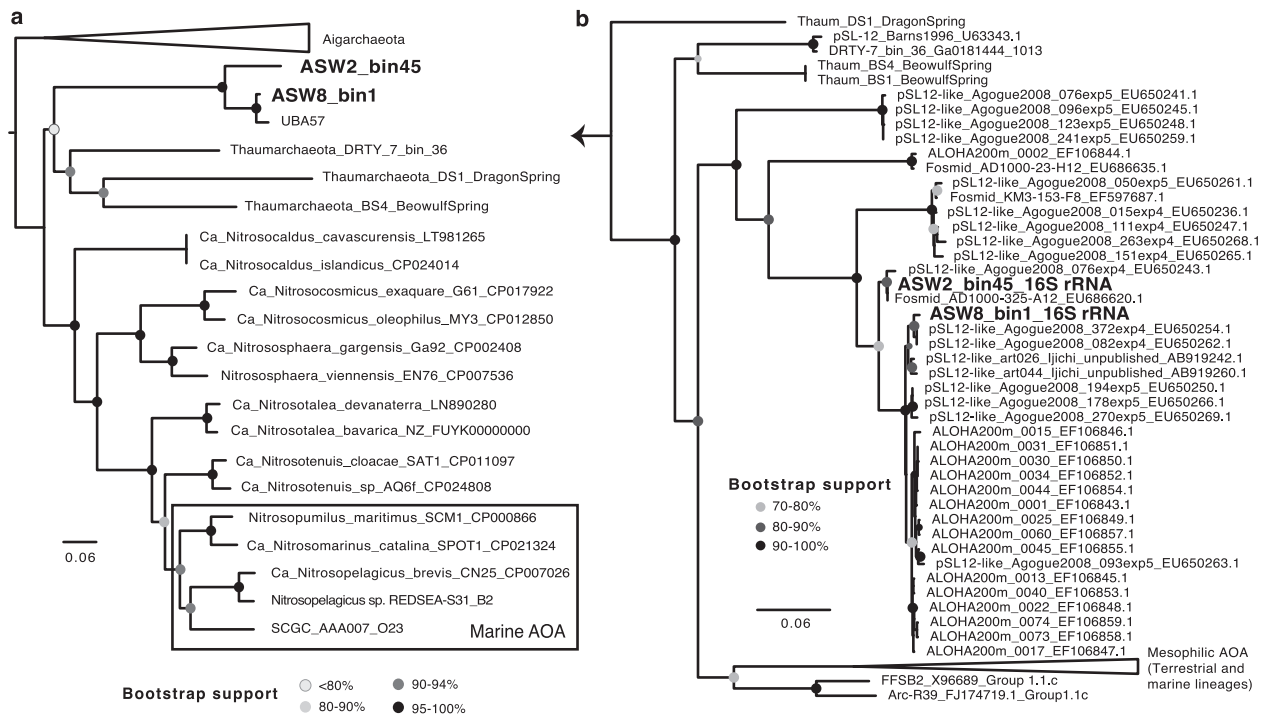 a
Aigarchaeota
ASW2_bin45
ASW8_bin1
UBA57
Thaumarchaeota_DRTY_7_bin_36
Thaumarchaeota_DS1_DragonSpring
Thaumarchaeota_BS4_BeowulfSpring
Ca_Nitrosocaldus_cavascurensis_LT981265
Ca_Nitrosocaldus_islandicus_CP024014
Ca_Nitrosocosmicus_exaquare_G61_CP017922
Ca_Nitrosocosmicus_oleophilus_MY3_CP012850
Ca_Nitrososphaera_gargensis_Ga92_CP002408
Nitrososphaera_viennensis_EN76_CP007536
Ca_Nitrosotalea_devanaterra_LN890280
Ca_Nitrosotalea_bavarica_NZ_FUYK00000000
Ca_Nitrosotenuis_cloacae_SAT1_CP011097
Ca_Nitrosotenuis_sp_AQ6f_CP024808
Nitrosopumilus_maritimus_SCM1_CP000866
Ca_Nitrosomarinus_catalina_SPOT1_CP021324
Ca_Nitrosopelagicus_brevis_CN25_CP007026
Nitrosopelagicus sp. REDSEA-S31_B2
SCGC_AAA007_O23
Marine AOA
0.06
Bootstrap support
<80%
80-90%
90-94%
95-100%
b
Thaum_DS1_DragonSpring
pSL-12_Barns1996_U63343.1
DRTY-7_bin_36_Ga0181444_1013
Thaum_BS4_BeowulfSpring
Thaum_BS1_BeowulfSpring
pSL12-like_Agogue2008_076exp5_EU650241.1
pSL12-like_Agogue2008_096exp5_EU650245.1
pSL12-like_Agogue2008_123exp5_EU650248.1
pSL12-like_Agogue2008_241exp5_EU650259.1
ALOHA200m_0002_EF106844.1
Fosmid_AD1000-23-H12_EU686635.1
pSL12-like_Agogue2008_050exp5_EU650261.1
Fosmid_KM3-153-F8_EF597687.1
pSL12-like_Agogue2008_015exp4_EU650236.1
pSL12-like_Agogue2008_111exp4_EU650247.1
pSL12-like_Agogue2008_263exp4_EU650268.1
pSL12-like_Agogue2008_151exp4_EU650265.1
pSL12-like_Agogue2008_076exp4_EU650243.1
ASW2_bin45_16S rRNA
Fosmid_AD1000-325-A12_EU686620.1
ASW8_bin1_16S rRNA
pSL12-like_Agogue2008_372exp4_EU650254.1
pSL12-like_Agogue2008_082exp4_EU650262.1
pSL12-like_art026_Ijichi_unpublished_AB919242.1
pSL12-like_art044_Ijichi_unpublished_AB919260.1
pSL12-like_Agogue2008_194exp5_EU650250.1
pSL12-like_Agogue2008_178exp5_EU650266.1
pSL12-like_Agogue2008_270exp5_EU650269.1
ALOHA200m_0015_EF106846.1
ALOHA200m_0031_EF106851.1
ALOHA200m_0030_EF106850.1
ALOHA200m_0034_EF106852.1
ALOHA200m_0044_EF106854.1
ALOHA200m_0001_EF106843.1
ALOHA200m_0025_EF106849.1
ALOHA200m_0060_EF106857.1
ALOHA200m_0045_EF106855.1
pSL12-like_Agogue2008_093exp5_EU650263.1
ALOHA200m_0013_EF106845.1
ALOHA200m_0040_EF106853.1
ALOHA200m_0022_EF106848.1
ALOHA200m_0074_EF106859.1
ALOHA200m_0073_EF106858.1
ALOHA200m_0017_EF106847.1
Mesophilic AOA
(Terrestrial and
marine lineages)
FFSB2_X96689_Group 1.1.c
Arc-R39_FJ174719.1_Group1.1c
Bootstrap support
70-80%
80-90%
90-100%
0.06